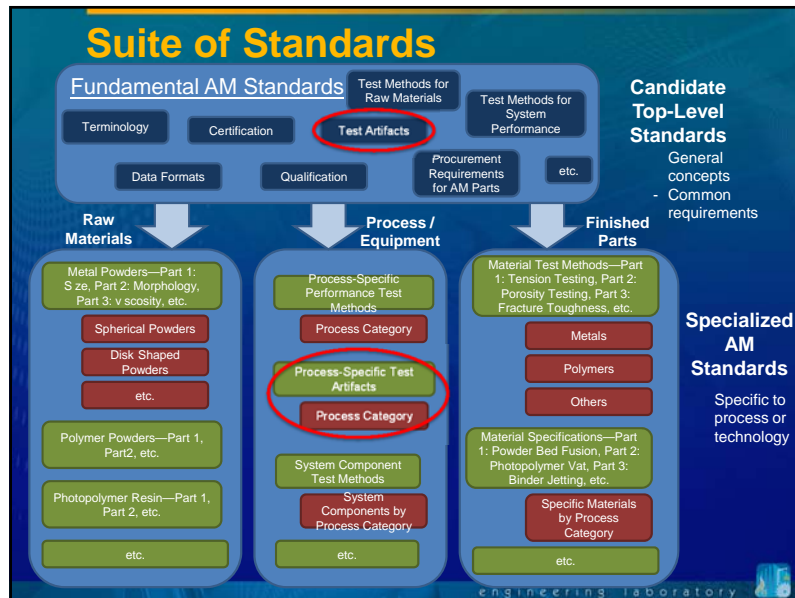 Suite of Standards
Fundamental AM Standards
Test Methods for
Raw Materials
Test Methods for
System
Performance
Terminology
Certification
Test Artifacts
Data Formats
Qualification
Procurement
Requirements
for AM Parts
etc.
Candidate
Top-Level
Standards
General
concepts
- Common
requirements
Raw
Materials
Process /
Equipment
Finished
Parts
Metal Powders—Part 1:
S ze, Part 2: Morphology,
Part 3: v scosity, etc.
Spherical Powders
Disk Shaped
Powders
etc.
Polymer Powders—Part 1,
Part2, etc.
Photopolymer Resin—Part 1,
Part 2, etc.
etc.
Process-Specific
Performance Test
Methods
Process Category
Process-Specific Test
Artifacts
Process Category
System Component
Test Methods
System
Components by
Process Category
etc.
Material Test Methods—Part
1: Tension Testing, Part 2:
Porosity Testing, Part 3:
Fracture Toughness, etc.
Metals
Polymers
Others
Material Specifications—Part
1: Powder Bed Fusion, Part 2:
Photopolymer Vat, Part 3:
Binder Jetting, etc.
Specific Materials
by Process
Category
etc.
Specialized
AM
Standards
Specific to
process or
technology
engineering laboratory